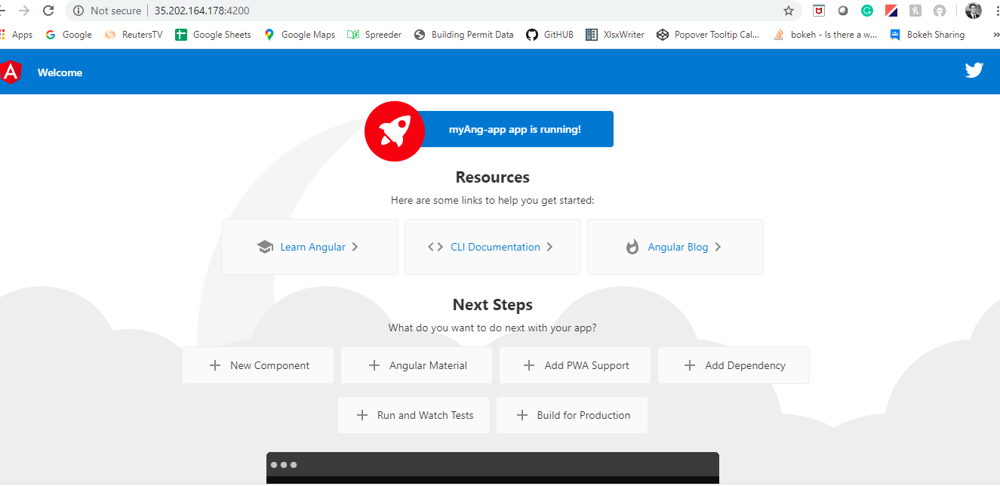 Not secure | 35.202.164.178:4200
Apps Google ReutersTV Google Sheets Google Maps Spreeder Building Permit Data GitHUB XlsxWriter Popover Tooltip Cal... bokeh - Is there a w... Bokeh Sharing »
A Welcome
myAng-app app is running!
Resources
Here are some links to help you get started:
Learn Angular CLI Documentation Angular Blog
Next Steps
What do you want to do next with your app?
New Component Angular Material Add PWA Support Add Dependency
Run and Watch Tests Build for Production